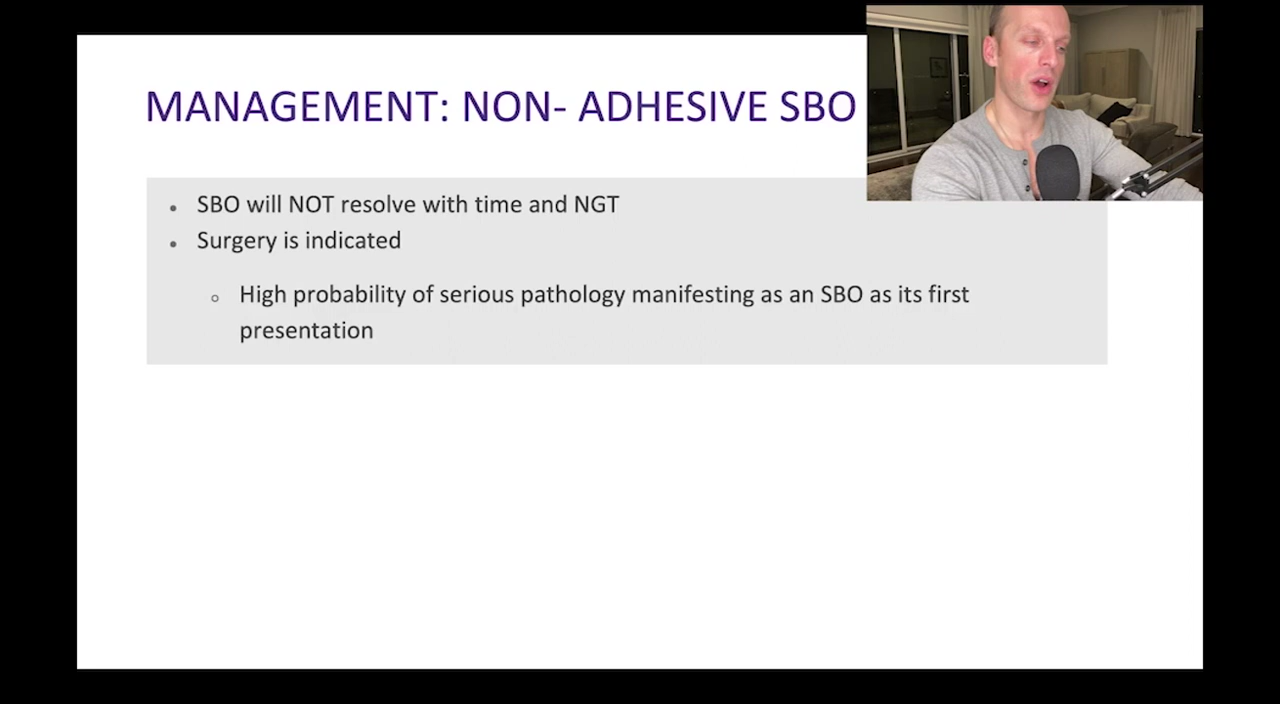 MANAGEMENT: NON- ADHESIVE SBO
• SBO will NOT resolve with time and NGT
• Surgery is indicated
○ High probability of serious pathology manifesting as an SBO as its first
presentation